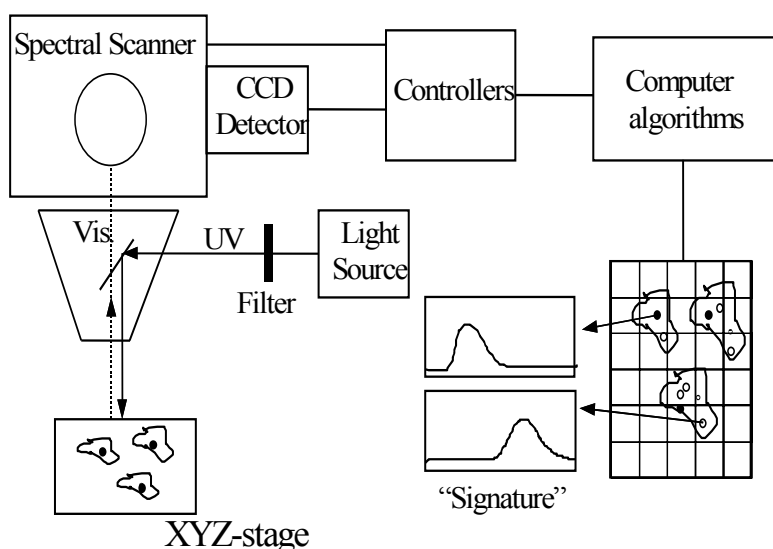 Spectral Scanner
CCD
Detector
Controllers
Computer
algorithms
Vis.
UV
Light
Source
Filter
“Signature”
XYZ-stage